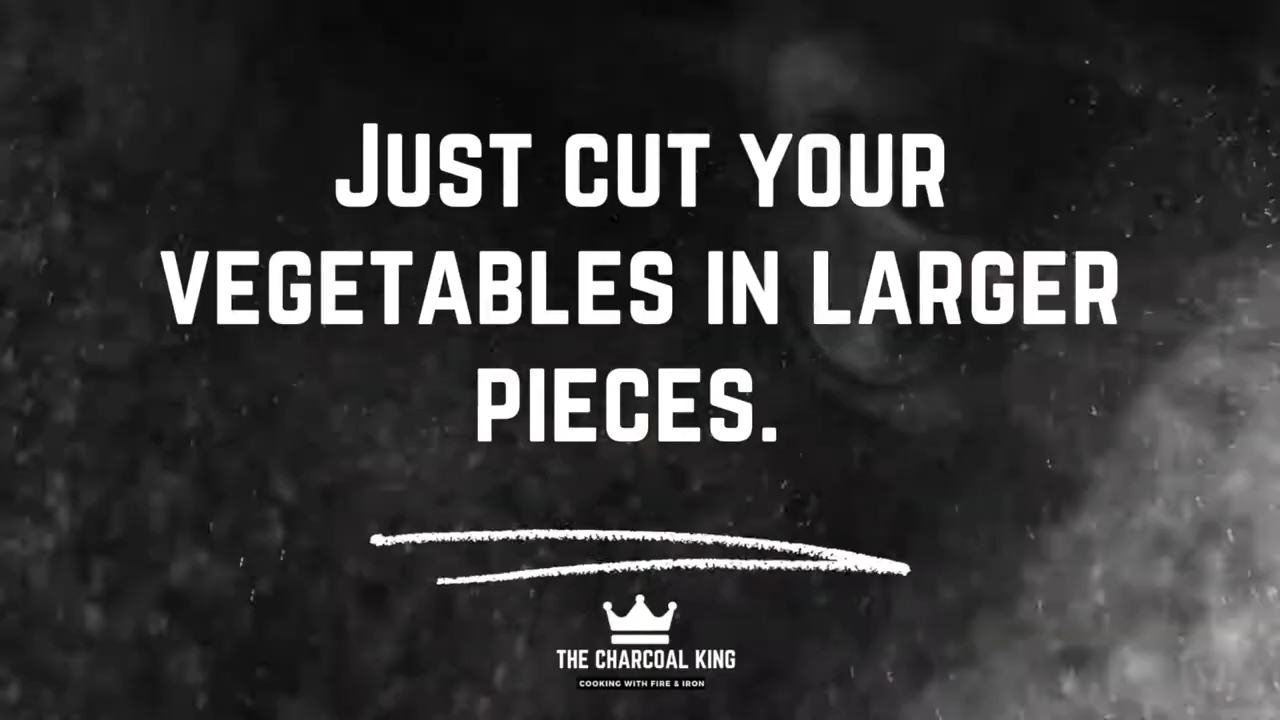 Just cut your
vegetables in larger
pieces.
THE CHARCOAL KING
COOKING WITH FIRE & IRON